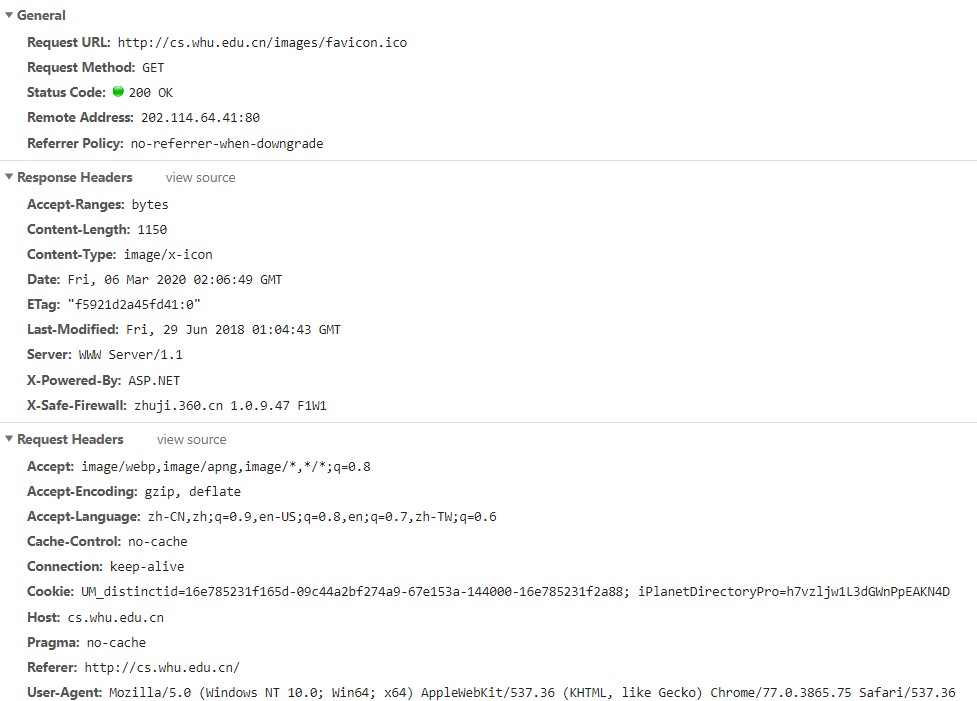 General
Request URL: http://cs.whu.edu.cn/images/favicon.ico
Request Method: GET
Status Code: 200 OK
Remote Address: 202.114.64.41:80
Referrer Policy: no-referrer-when-downgrade
Response Headers view source
Accept-Ranges: bytes
Content-Length: 1150
Content-Type: image/x-icon
Date: Fri, 06 Mar 2020 02:06:49 GMT
ETag: "f5921d2a45fd41:0"
Last-Modified: Fri, 29 Jun 2018 01:04:43 GMT
Server: WWW Server/1.1
X-Powered-By: ASP.NET
X-Safe-Firewall: zhuji.360.cn 1.0.9.47 F1W1
Request Headers view source
Accept: image/webp,image/apng,image/*,*/*;q=0.8
Accept-Encoding: gzip, deflate
Accept-Language: zh-CN,zh;q=0.9,en-US;q=0.8,en;q=0.7,zh-TW;q=0.6
Cache-Control: no-cache
Connection: keep-alive
Cookie: UM_distinctid=16e785231f165d-09c44a2bf274a9-67e153a-144000-16e785231f2a88; iPlanetDirectoryPro=h7vzljw1L3dGWnPpEAKN4D
Host: cs.whu.edu.cn
Pragma: no-cache
Referer: http://cs.whu.edu.cn/
User-Agent: Mozilla/5.0 (Windows NT 10.0; Win64; x64) AppleWebKit/537.36 (KHTML, like Gecko) Chrome/77.0.3865.75 Safari/537.36